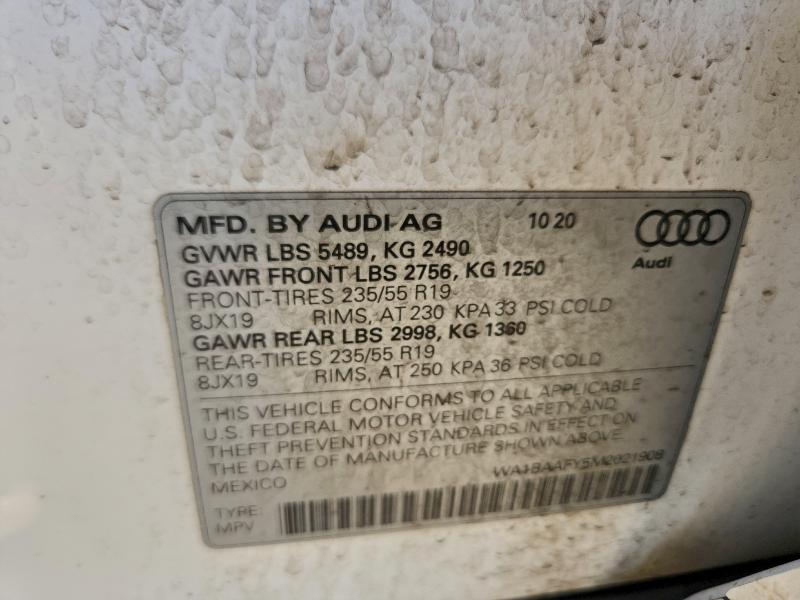 MFD. BY AUDI-AG 10 20
Audi
GVWR LBS 5489, KG 2490
GAWR FRONT LBS 2756, KG 1250
FRONT-TIRES 235/55 R19
8JX19 RIMS, AT 230 KPA 33 PSI COLD
GAWR REAR LBS 2998, KG 1360
REAR-TIRES 235/55 R19
8JX19 RIMS, AT 250 KPA 36 PSI COLD
THIS VEHICLE CONFORMS TO ALL APPLICABLE
U.S. FEDERAL MOTOR VEHICLE SAFETY AND
THEFT PREVENTION STANDARDS IN EFFECT ON
THE DATE OF MANUFACTURE SHOWN ABOVE.
MEXICO
TYPE:
MPV